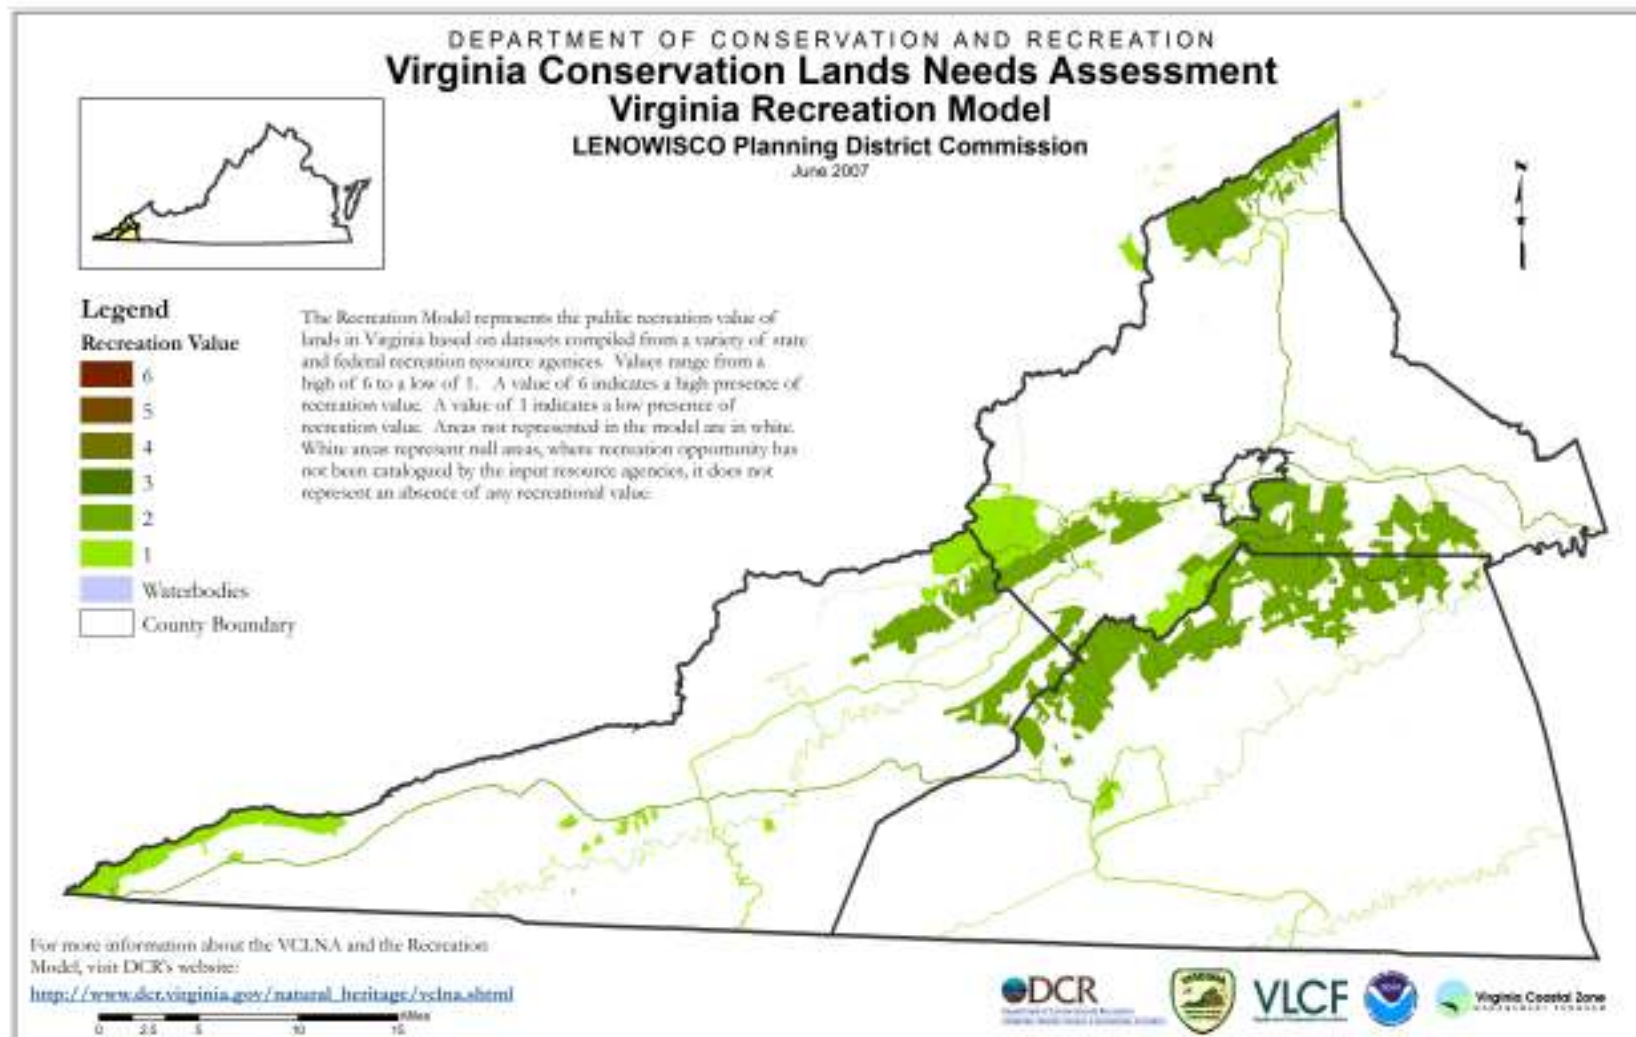 DEPARTMENT OF CONSERVATION AND RECREATION
Virginia Conservation Lands Needs Assessment
Virginia Recreation Model
LENOWISCO Planning District Commission
June 2007
N
Legend
Recreation Value
6
5
4
3
2
1
Waterbodies
County Boundary
The Recreation Model represents the public recreation value of
lands in Virginia based on datasets compiled from a variety of state
and federal recreation resource agenices. Values range from a
high of 6 to a low of 1. A value of 6 indicates a high presence of
recreation value. A value of 1 indicates a low presence of
recreation value. Areas not represented in the model are in white.
White areas represent null areas, where recreation opportunity has
not been catalogued by the input resource agencies, it does not
represent an absence of any recreational value.
For more information about the VCLNA and the Recreation
Model, visit DCR's website:
http://www.dcr.virginia.gov/natural_heritage/vclna.shtml
Miles
0 2.5 5 10 15
DCR
VIRGINIA
VLCF
Virginia Coastal Zone
MANAGEMENT PROGRAM